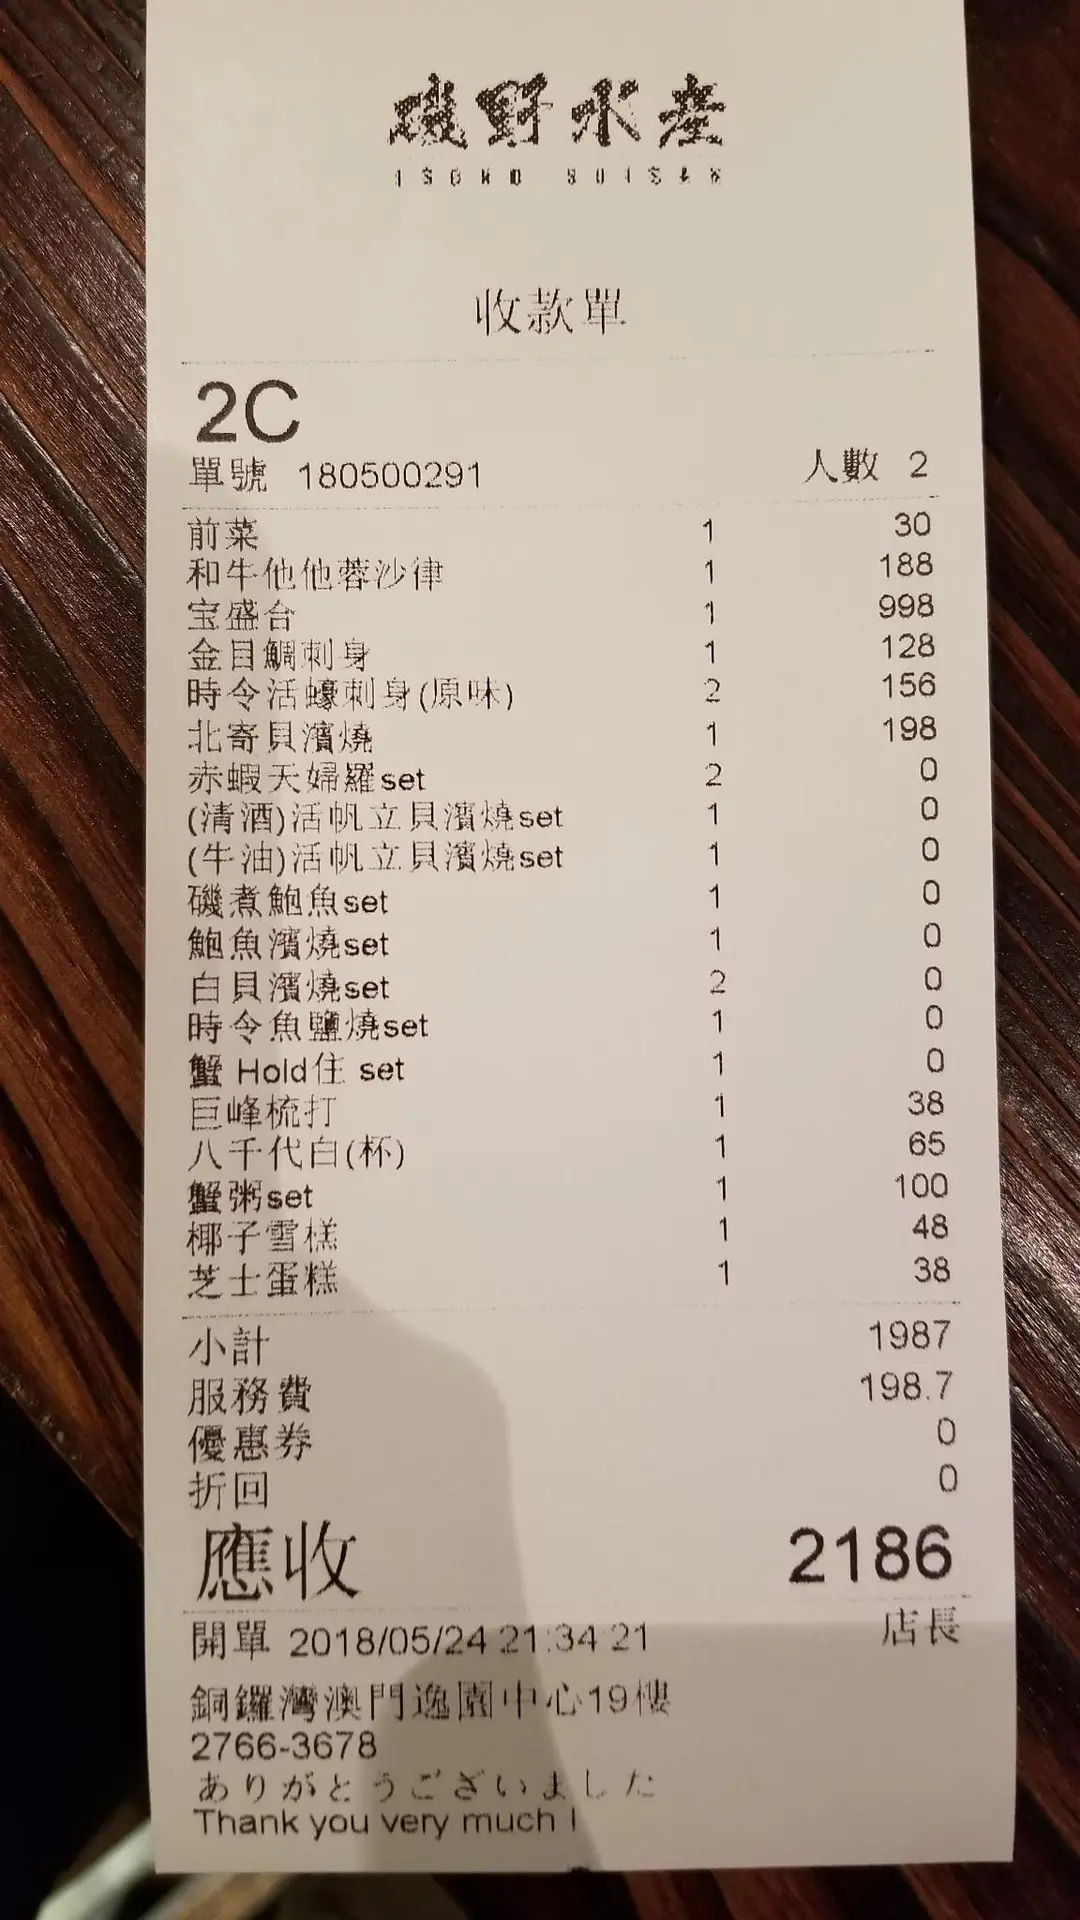 磯野水產
ISONO SUISAN
收款單
2C
單號 180500291 人數 2
前菜 1 30
和牛他他蓉沙律 1 188
宝盛台 1 998
金目鯛刺身 1 128
時令活蠔刺身(原味) 2 156
北寄貝濱燒 1 198
赤蝦天婦羅set 2 0
(清酒)活帆立貝濱燒set 1 0
(牛油)活帆立貝濱燒set 1 0
磯煮鮑魚set 1 0
鮑魚濱燒set 1 0
白貝濱燒set 2 0
時令魚鹽燒set 1 0
蟹 Hold住 set 1 0
巨峰梳打 1 38
八千代白(杯) 1 65
蟹粥set 1 100
椰子雪榚 1 48
芝士蛋糕 1 38
小計 1987
服務費 198.7
優惠券 0
折回 0
應收 2186
開單 2018/05/24 21:34:21 店長
銅鑼灣澳門逸園中心19樓
2766-3678
ありがとうございました
Thank you very much !